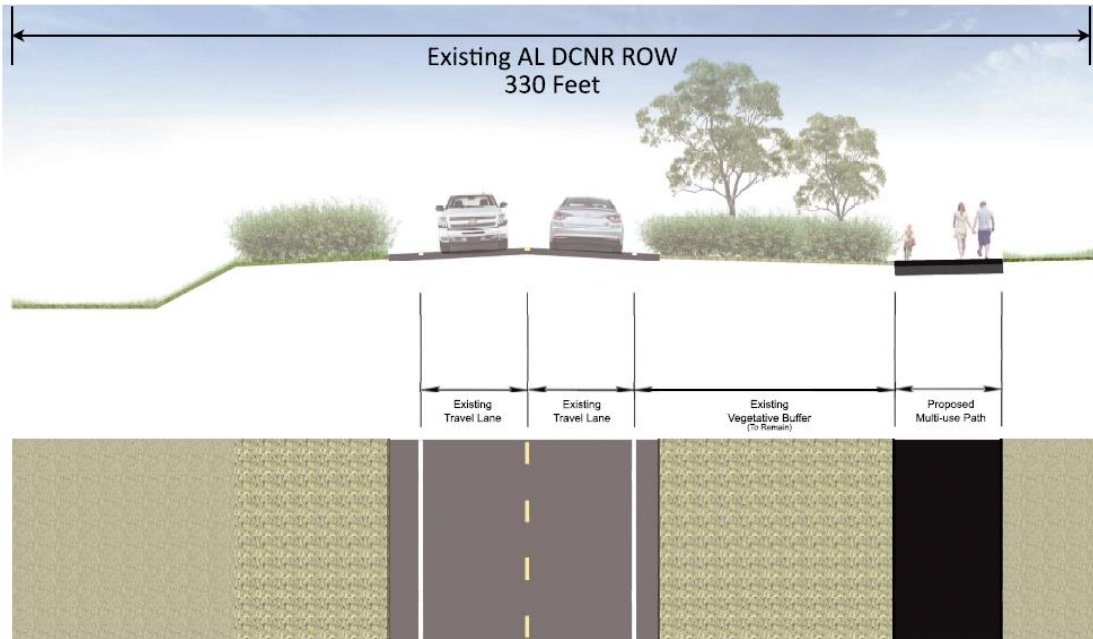 Existing AL DCNR ROW
330 Feet
Existing
Travel Lane
Existing
Travel Lane
Existing
Vegetative Buffer
(To Remain)
Proposed
Multi-use Path